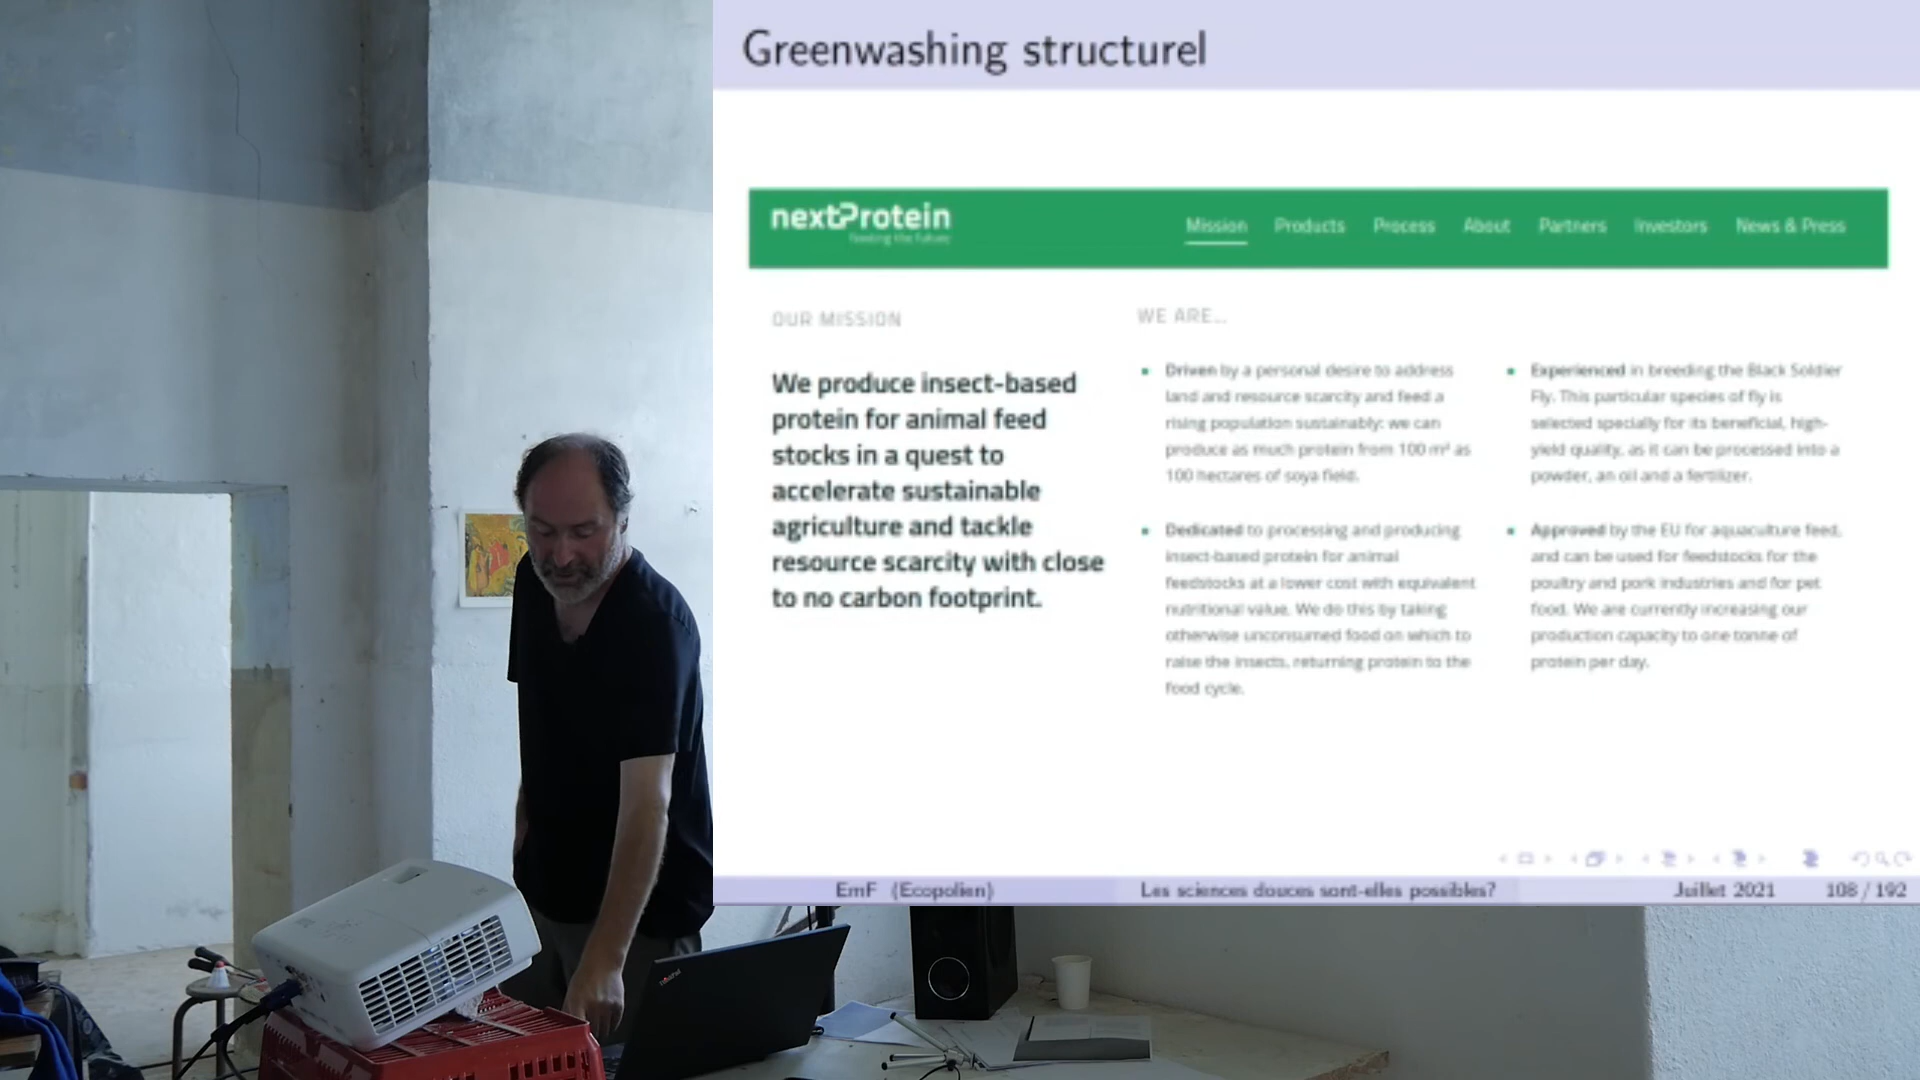 Greenwashing structurel
nextProtein
feeding the future
Mission Products Process About Partners Investors News & Press
OUR MISSION
We produce insect-based
protein for animal feed
stocks in a quest to
accelerate sustainable
agriculture and tackle
resource scarcity with close
to no carbon footprint.
WE ARE...
Driven by a personal desire to address
land and resource scarcity and feed a
rising population sustainably: we can
produce as much protein from 100 m² as
100 hectares of soya field.
Dedicated to processing and producing
insect-based protein for animal
feedstocks at a lower cost with equivalent
nutritional value. We do this by taking
otherwise unconsumed food on which to
raise the insects, returning protein to the
food cycle.
Experienced in breeding the Black Soldier
Fly. This particular species of fly is
selected specially for its beneficial, high-
yield quality, as it can be processed into a
powder, an oil and a fertilizer.
Approved by the EU for aquaculture feed,
and can be used for feedstocks for the
poultry and pork industries and for pet
food. We are currently increasing our
production capacity to one tonne of
protein per day.
EmF (Ecopolien) Les sciences douces sont-elles possibles? Juillet 2021 108 / 192